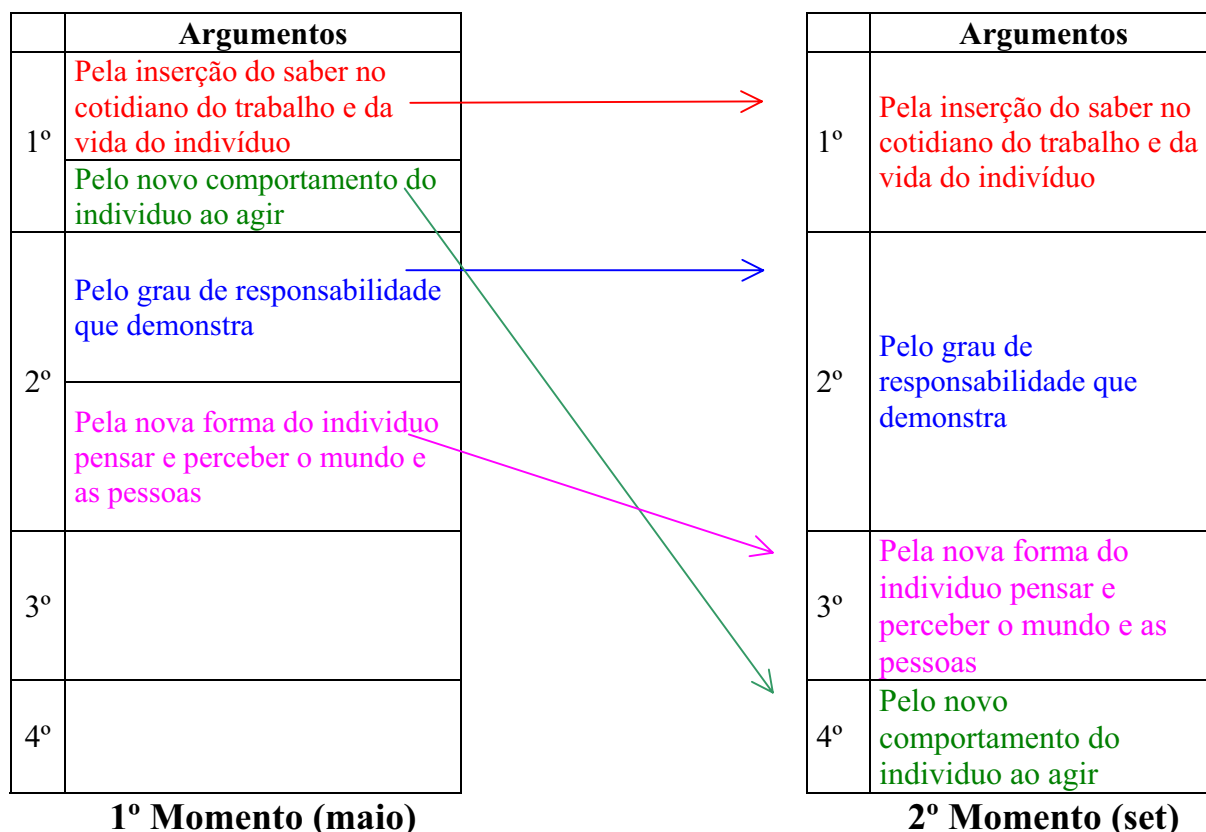 Argumentos
1º
Pela inserção do saber no
cotidiano do trabalho e da
vida do indivíduo
Pelo novo comportamento do
individuo ao agir
2º
Pelo grau de responsabilidade
que demonstra
Pela nova forma do individuo
pensar e perceber o mundo e
as pessoas
3º
4º
1º Momento (maio)
Argumentos
1º
Pela inserção do saber no
cotidiano do trabalho e da
vida do indivíduo
2º
Pelo grau de
responsabilidade que
demonstra
3º
Pela nova forma do
individuo pensar e
perceber o mundo e as
pessoas
4º
Pelo novo
comportamento do
individuo ao agir
2º Momento (set)